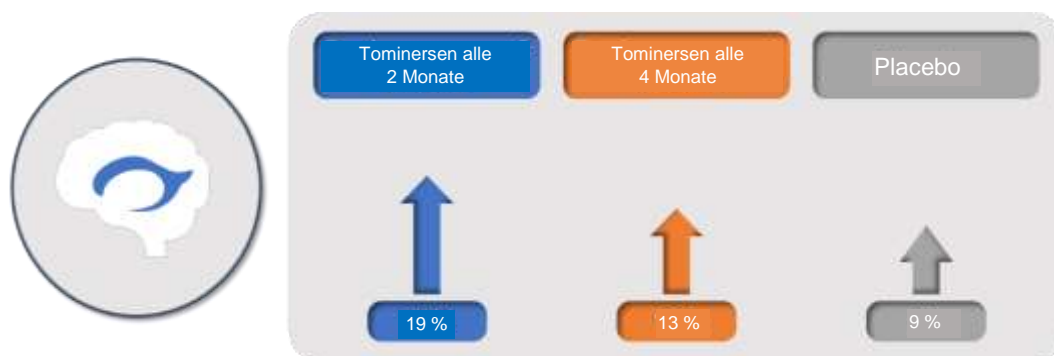 Tominersen alle
2 Monate
Tominersen alle
4 Monate
Placebo
19 %
13 %
9 %